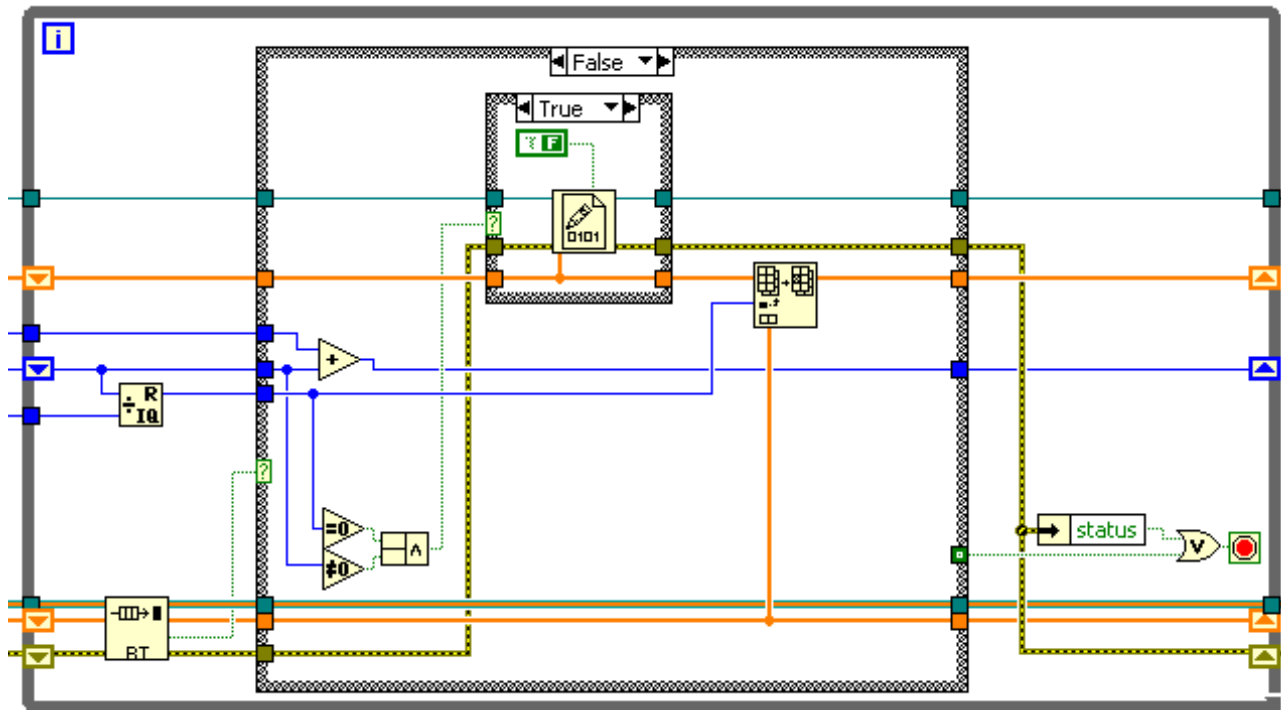 i
False
True
F
0101
+
R
÷
IQ
=0
≠0
∧
status
V
BT